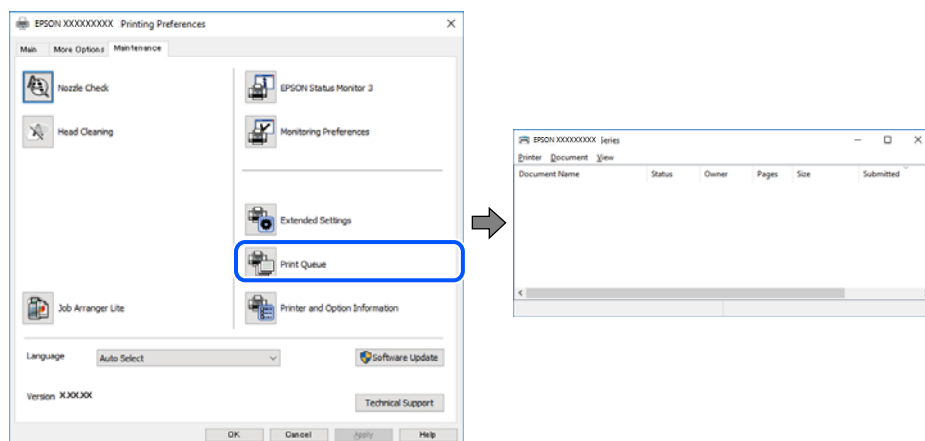 EPSON XXXXXXXXX Printing Preferences
Main More Options Maintenance
Nozzle Check
EPSON Status Monitor 3
Head Cleaning
Monitoring Preferences
Extended Settings
Print Queue
Job Arranger Lite
Printer and Option Information
Language Auto Select
Software Update
Version X.XX.XX
Technical Support
OK Cancel Apply Help
EPSON XXXXXXXXX Series
Printer Document View
Document Name Status Owner Pages Size Submitted